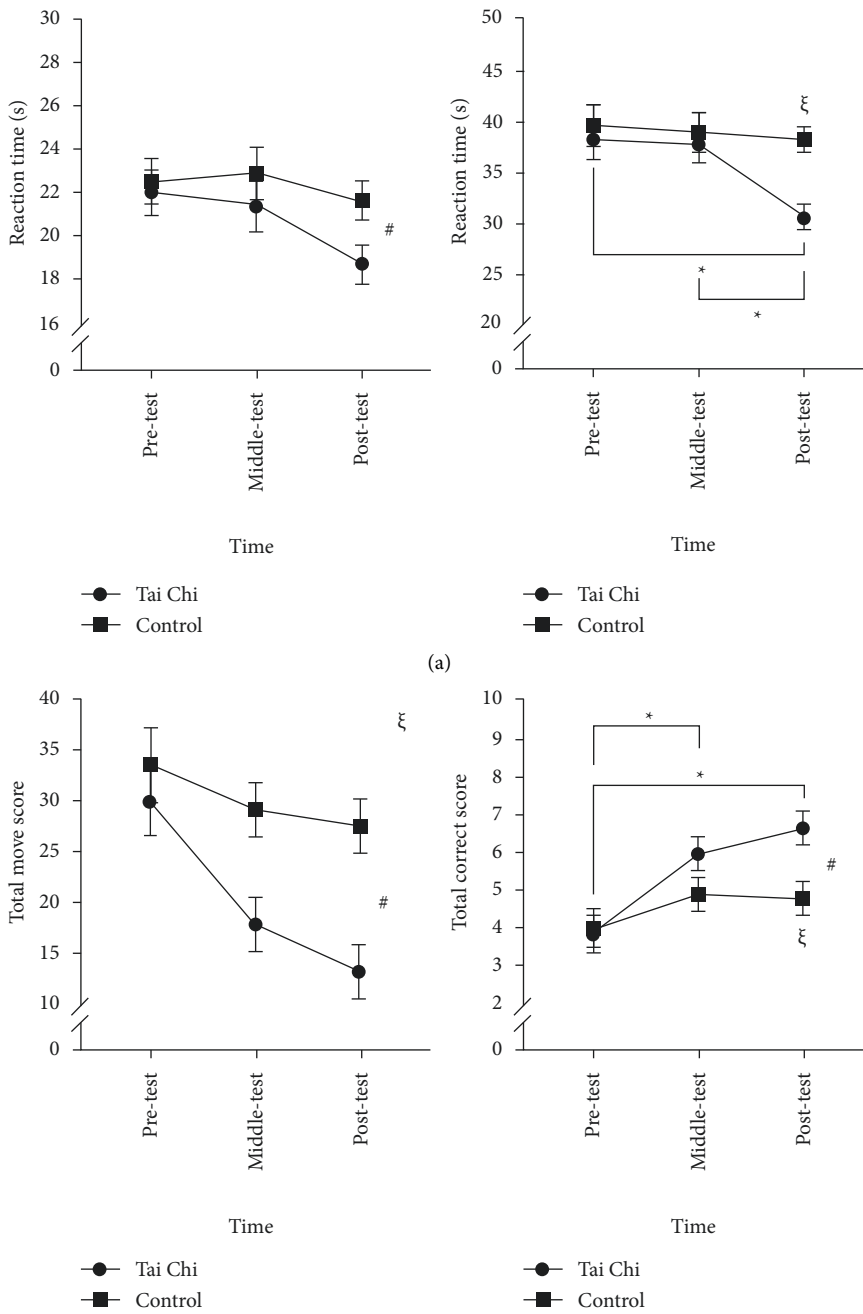 30
28
26
24
22
20
18
16
0
Reaction time (s)
#
Pre-test
Middle-test
Post-test
Time
Tai Chi
Control
50
45
40
35
30
25
20
0
Reaction time (s)
ξ
*
*
Pre-test
Middle-test
Post-test
Time
Tai Chi
Control
(a)
40
35
30
25
20
15
10
0
Total move score
ξ
#
Pre-test
Middle-test
Post-test
Time
Tai Chi
Control
10
9
8
7
6
5
4
3
2
0
Total correct score
*
*
#
ξ
Pre-test
Middle-test
Post-test
Time
Tai Chi
Control